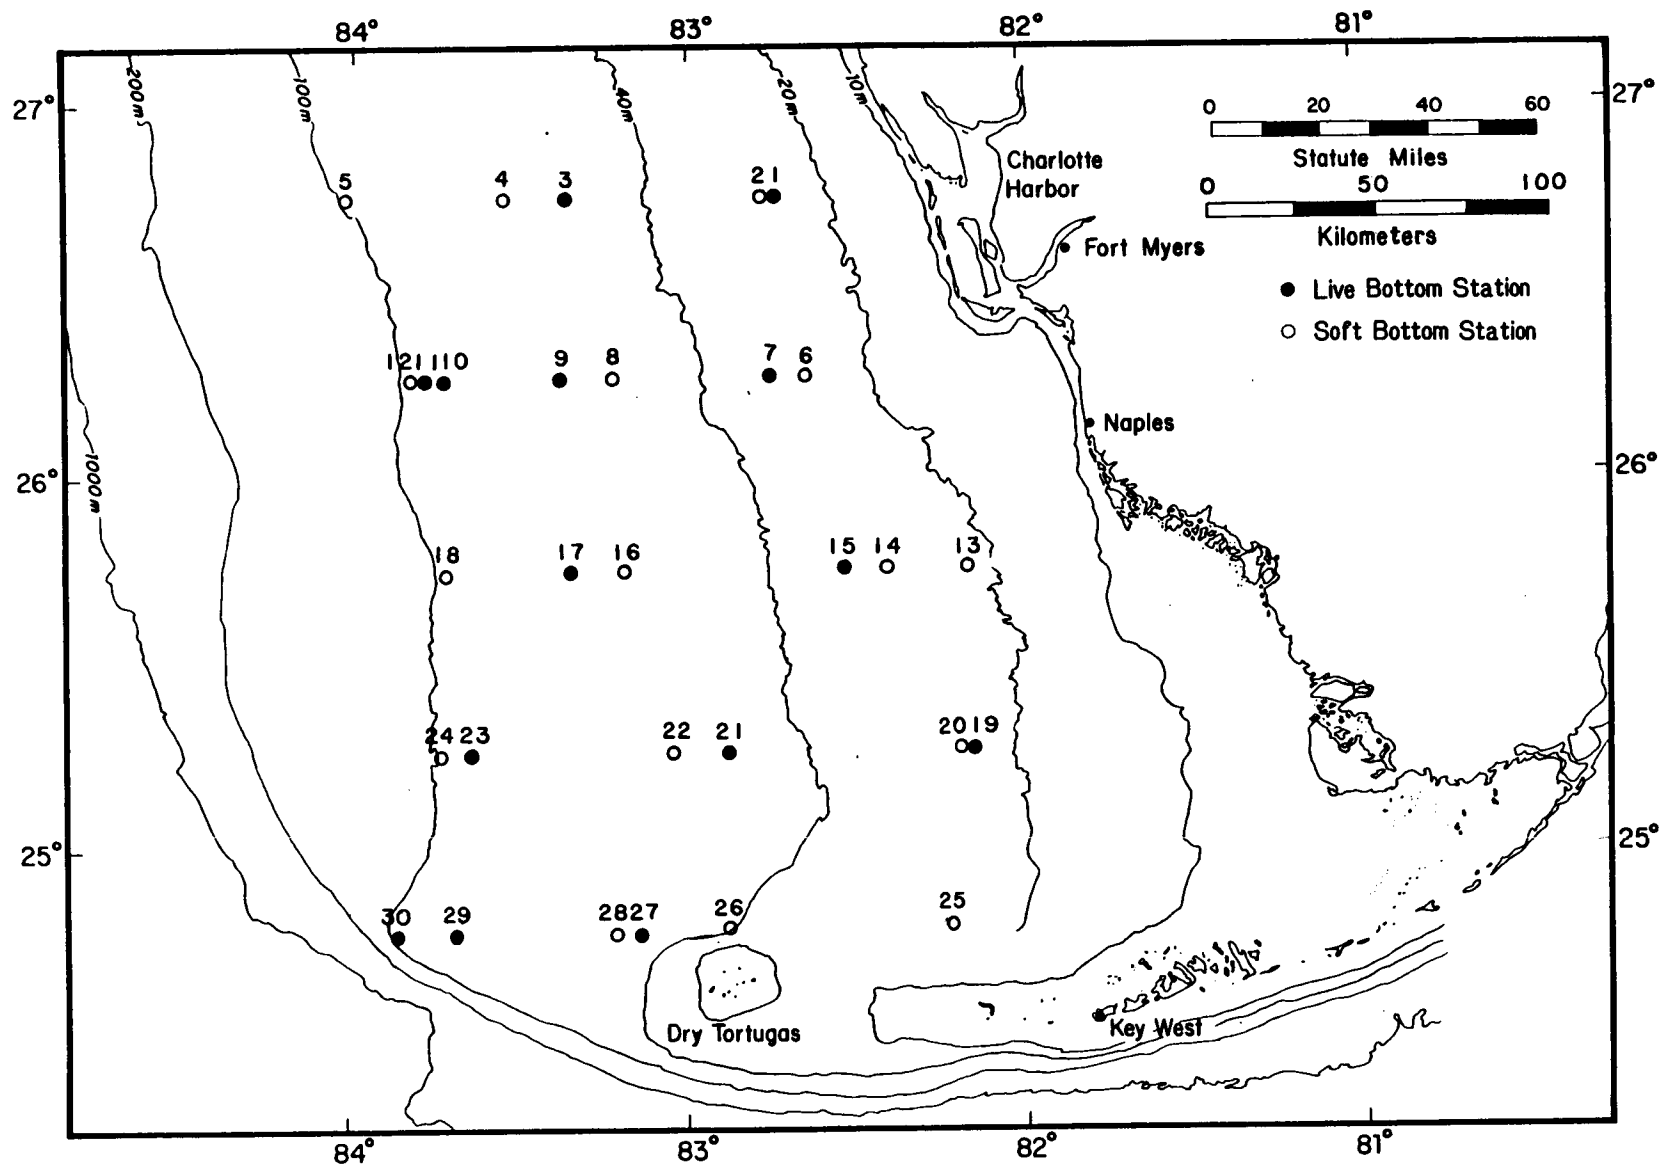 84° 83° 82° 81°
200m 100m 40m 20m 10m
27° 27°
0 20 40 60
Statute Miles
0 50 100
Kilometers
Charlotte
Harbor
5 4 3 2 1
Fort Myers
Live Bottom Station
Soft Bottom Station
12 11 10 9 8 7 6
Naples
1000m
26° 26°
18 17 16 15 14 13
24 23 22 21 20 19
25° 25°
30 29 28 27 26 25
Dry Tortugas
Key West
84° 83° 82° 81°